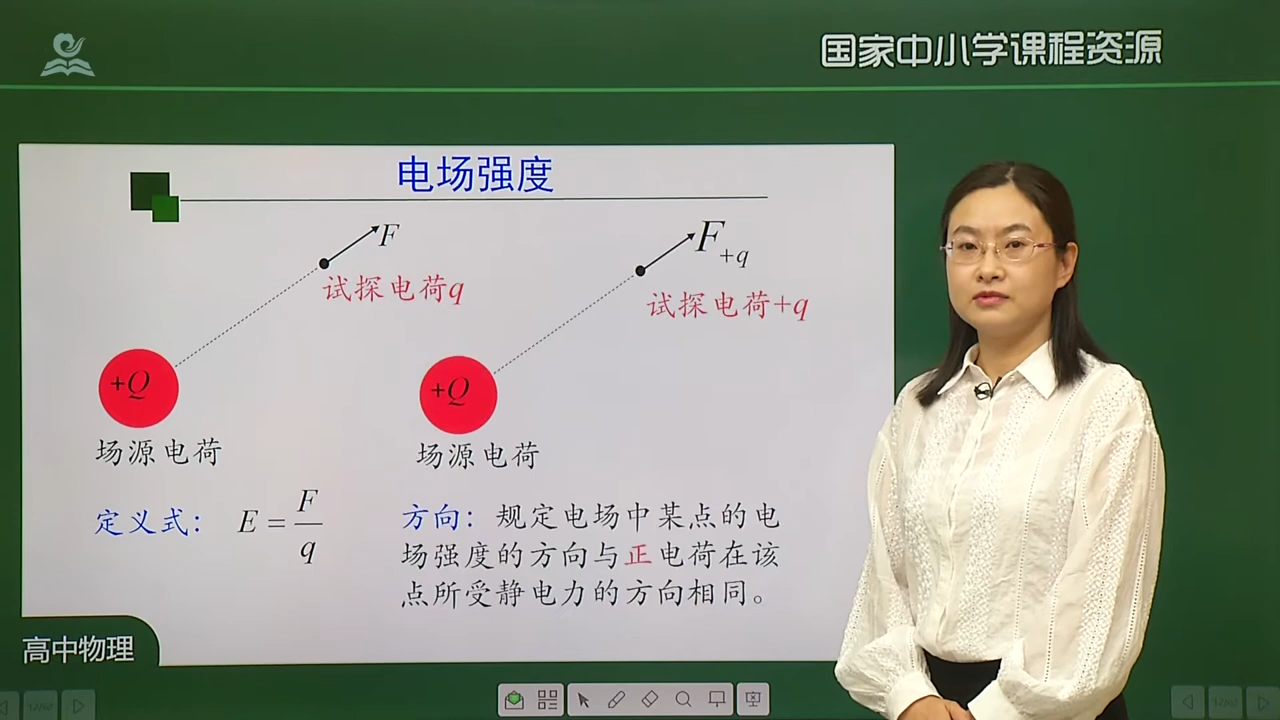 国家中小学课程资源
电场强度
F
试探电荷q
+Q
场源电荷
F+q
试探电荷+q
+Q
场源电荷
定义式： E = F/q
方向：规定电场中某点的电
场强度的方向与正电荷在该
点所受静电力的方向相同。
高中物理